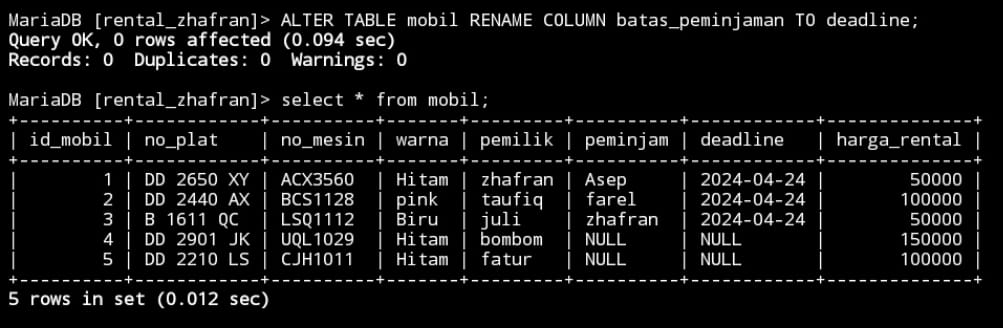 MariaDB [rental_zhafran]> ALTER TABLE mobil RENAME COLUMN batas_peminjaman TO deadline;
Query OK, 0 rows affected (0.094 sec)
Records: 0  Duplicates: 0  Warnings: 0

MariaDB [rental_zhafran]> select * from mobil;
+----------+------------+----------+-------+---------+----------+------------+--------------+
| id_mobil | no_plat    | no_mesin | warna | pemilik | peminjam | deadline   | harga_rental |
+----------+------------+----------+-------+---------+----------+------------+--------------+
|        1 | DD 2650 XY | ACX3560  | Hitam | zhafran | Asep     | 2024-04-24 |        50000 |
|        2 | DD 2440 AX | BCS1128  | pink  | taufiq  | farel    | 2024-04-24 |       100000 |
|        3 | B 1611 QC  | LSQ1112  | Biru  | juli    | zhafran  | 2024-04-24 |        50000 |
|        4 | DD 2901 JK | UQL1029  | Hitam | bombom  | NULL     | NULL       |       150000 |
|        5 | DD 2210 LS | CJH1011  | Hitam | fatur   | NULL     | NULL       |       100000 |
+----------+------------+----------+-------+---------+----------+------------+--------------+
5 rows in set (0.012 sec)